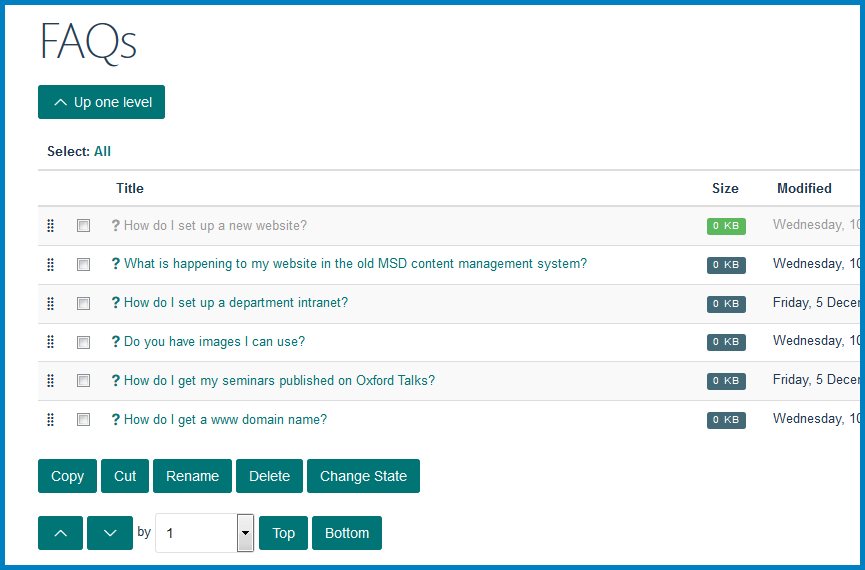 FAQs
Up one level
Select: All
Title Size Modified
? How do I set up a new website? 0 KB Wednesday, 10
? What is happening to my website in the old MSD content management system? 0 KB Wednesday, 10
? How do I set up a department intranet? 0 KB Friday, 5 Decem
? Do you have images I can use? 0 KB Wednesday, 10
? How do I get my seminars published on Oxford Talks? 0 KB Friday, 5 Decem
? How do I get a www domain name? 0 KB Wednesday, 10
Copy Cut Rename Delete Change State
by 1 Top Bottom